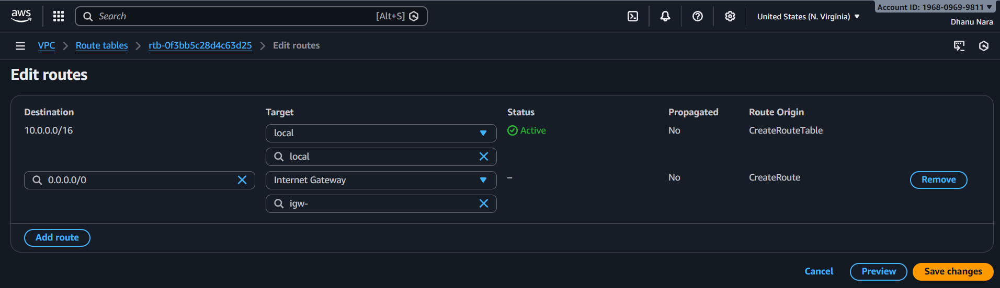 aws
Search [Alt+S]
United States (N. Virginia)
Account ID: 1968-0969-9811
Dhanu Nara
VPC
Route tables
rtb-0f3bb5c28d4c63d25
Edit routes
Edit routes
Destination Target Status Propagated Route Origin
10.0.0.0/16 local Active No CreateRouteTable
local
0.0.0.0/0 Internet Gateway – No CreateRoute Remove
igw-
Add route
Cancel Preview Save changes